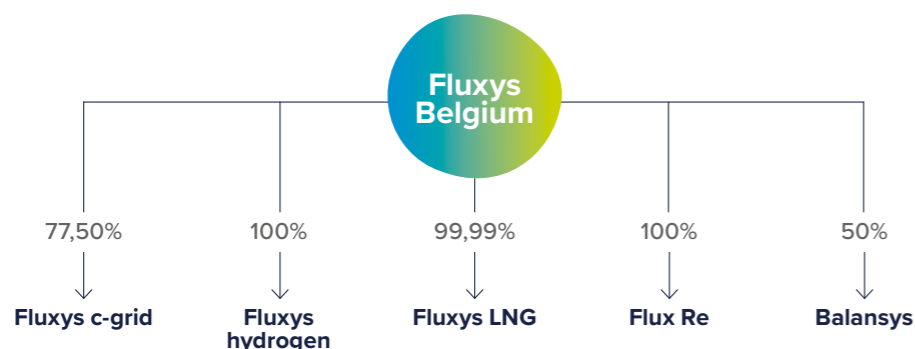 Fluxys
Belgium
77,50%
100%
99,99%
100%
50%
Fluxys c-grid
Fluxys
hydrogen
Fluxys LNG
Flux Re
Balansys